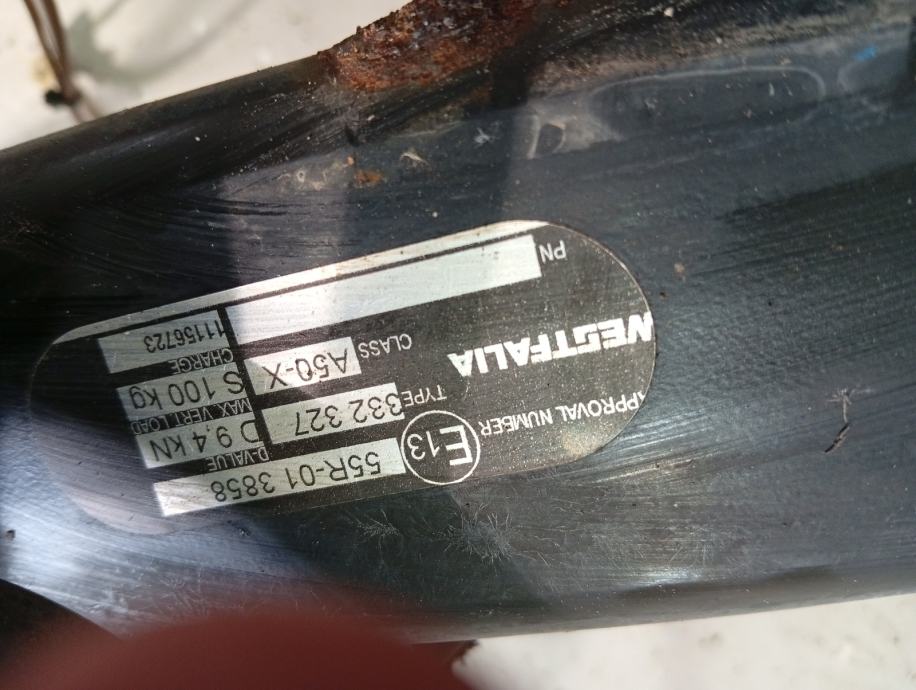 APPROVAL NUMBER E13 55R-01 3858
D-VALUE
TYPE 332 327 D 9,4 kN
MAX. VERT. LOAD
WESTFALIA CLASS A50-X S 100 kg
CHARGE
PN 11156723